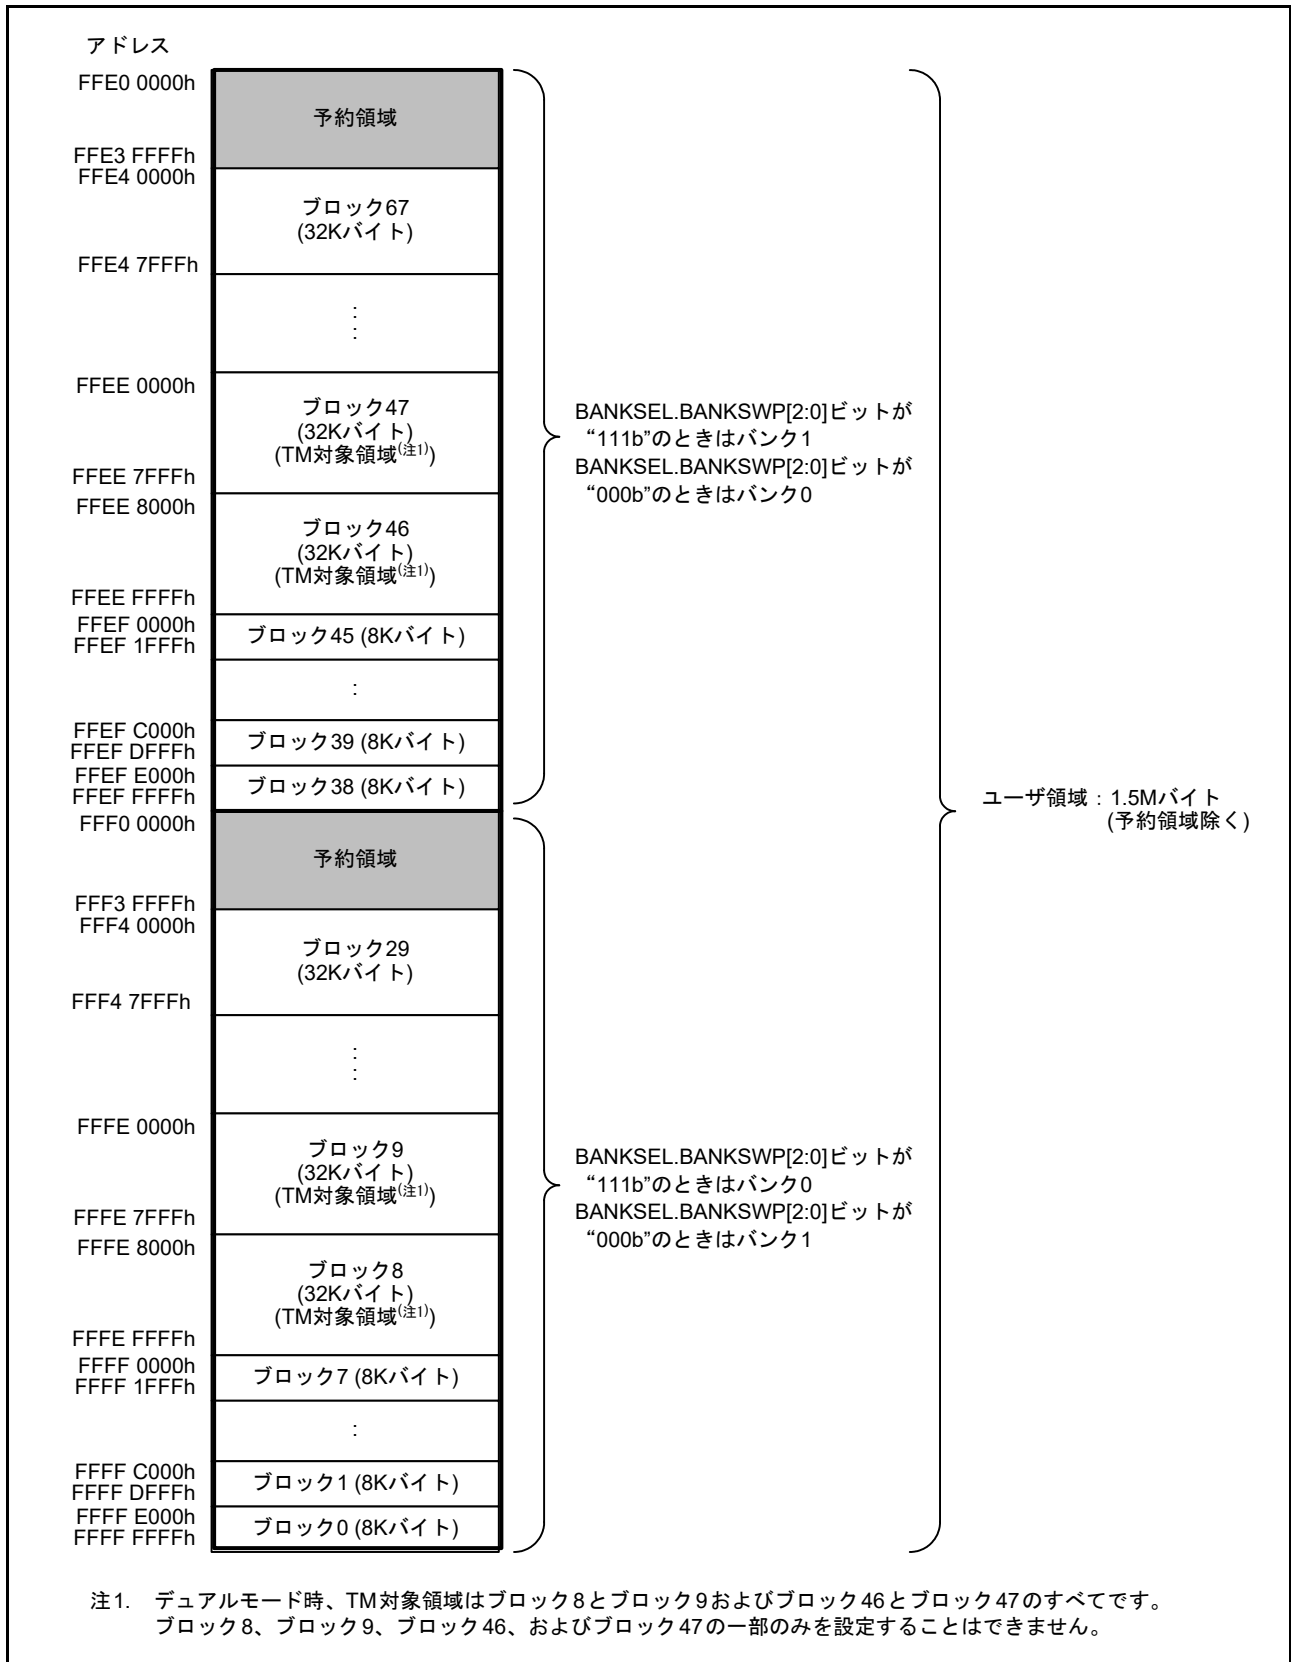 アドレス
FFE0 0000h
予約領域
FFE3 FFFFh
FFE4 0000h
ブロック67
(32Kバイト)
FFE4 7FFFh
:
:
FFEE 0000h
ブロック47
(32Kバイト)
(TM対象領域(注1))
FFEE 7FFFh
FFEE 8000h
ブロック46
(32Kバイト)
(TM対象領域(注1))
FFEE FFFFh
FFEF 0000h
FFEF 1FFFh
ブロック45 (8Kバイト)
:
FFEF C000h
FFEF DFFFh
ブロック39 (8Kバイト)
FFEF E000h
FFEF FFFFh
ブロック38 (8Kバイト)
BANKSEL.BANKSWP[2:0]ビットが
“111b”のときはバンク1
BANKSEL.BANKSWP[2:0]ビットが
“000b”のときはバンク0
FFF0 0000h
予約領域
FFF3 FFFFh
FFF4 0000h
ブロック29
(32Kバイト)
FFF4 7FFFh
:
:
FFFE 0000h
ブロック9
(32Kバイト)
(TM対象領域(注1))
FFFE 7FFFh
FFFE 8000h
ブロック8
(32Kバイト)
(TM対象領域(注1))
FFFE FFFFh
FFFF 0000h
FFFF 1FFFh
ブロック7 (8Kバイト)
:
FFFF C000h
FFFF DFFFh
ブロック1 (8Kバイト)
FFFF E000h
FFFF FFFFh
ブロック0 (8Kバイト)
BANKSEL.BANKSWP[2:0]ビットが
“111b”のときはバンク0
BANKSEL.BANKSWP[2:0]ビットが
“000b”のときはバンク1
ユーザ領域：1.5Mバイト
(予約領域除く)
注1. デュアルモード時、TM対象領域はブロック8とブロック9およびブロック46とブロック47のすべてです。
ブロック8、ブロック9、ブロック46、およびブロック47の一部のみを設定することはできません。